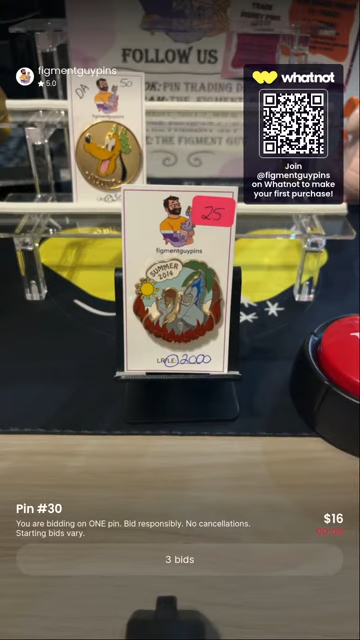 figmentguypins
★ 5.0
FOLLOW US
whatnot
Join
@figmentguypins
on Whatnot to make
your first purchase!
DA
50
25
figmentguypins
SUMMER
2014
LR/LE: 2000
Pin #30
You are bidding on ONE pin. Bid responsibly. No cancellations.
Starting bids vary.
$16
3 bids